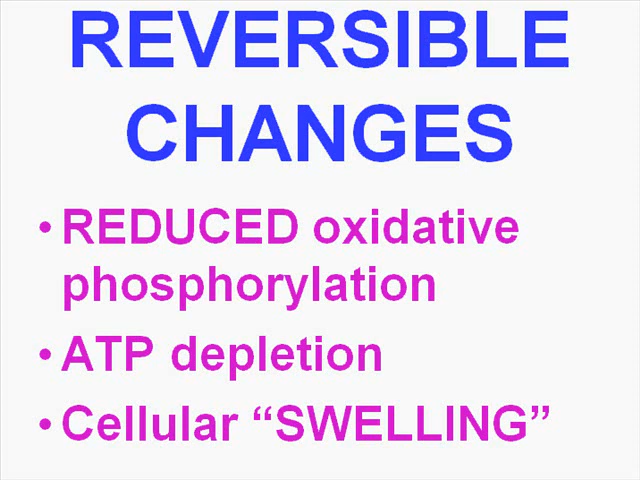 REVERSIBLE
CHANGES
• REDUCED oxidative
phosphorylation
• ATP depletion
• Cellular “SWELLING”